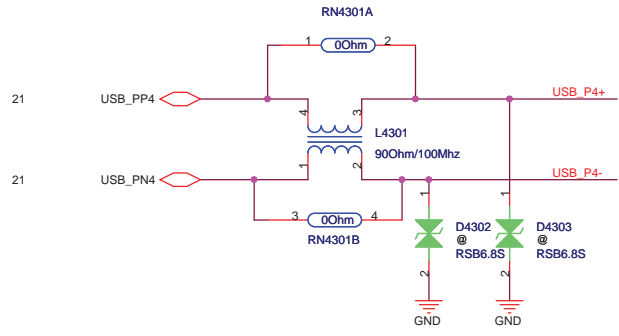 RN4301A
1 0Ohm 2
21 USB_PP4 USB_P4+
4 3
L4301
90Ohm/100Mhz
1 2
21 USB_PN4 USB_P4-
3 0Ohm 4
RN4301B
1 1
D4302 D4303
@ @
RSB6.8S RSB6.8S
2 2
GND GND